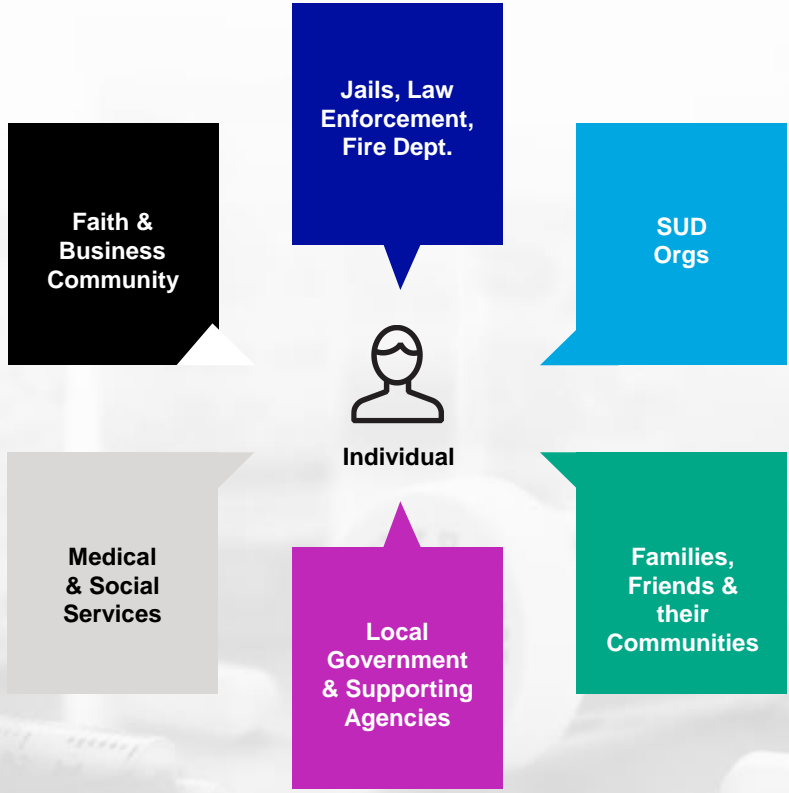 Jails, Law
Enforcement,
Fire Dept.
Faith &
Business
Community
SUD
Orgs
Individual
Medical
& Social
Services
Local
Government
& Supporting
Agencies
Families,
Friends &
their
Communities